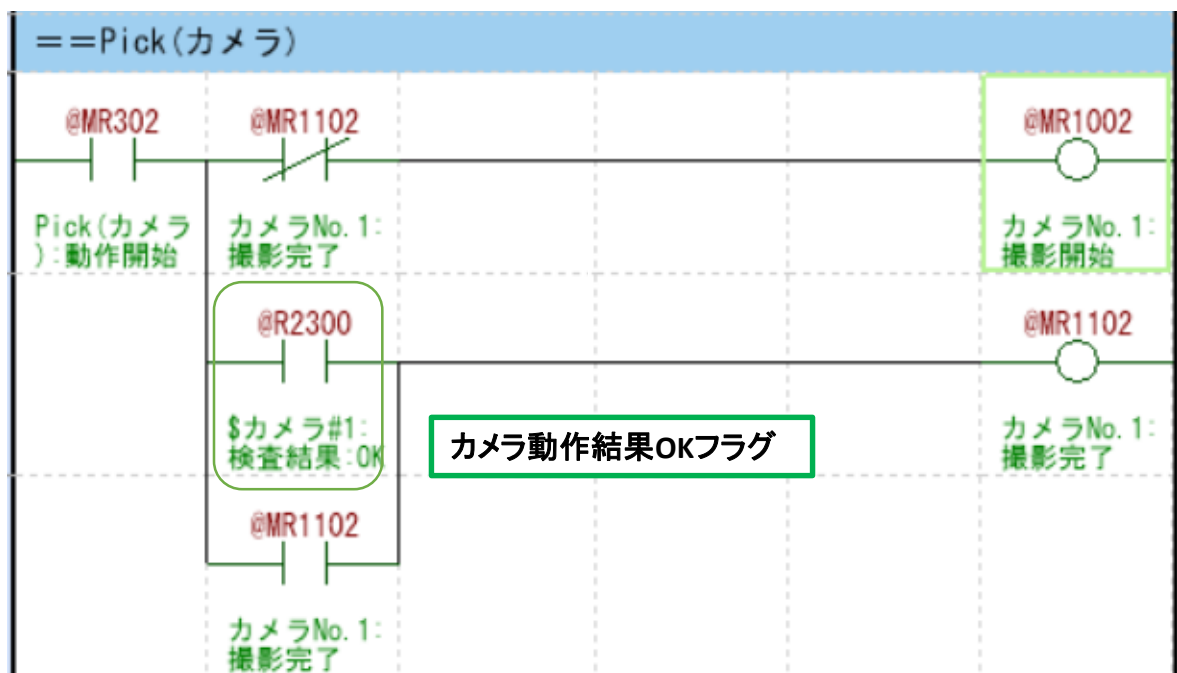 ==Pick(カメラ)
@MR302 @MR1102 @MR1002
Pick(カメラ カメラNo.1: カメラNo.1:
):動作開始 撮影完了 撮影開始
@R2300 @MR1102
$カメラ#1: カメラNo.1:
検査結果:OK 撮影完了
カメラ動作結果OKフラグ
@MR1102
カメラNo.1:
撮影完了